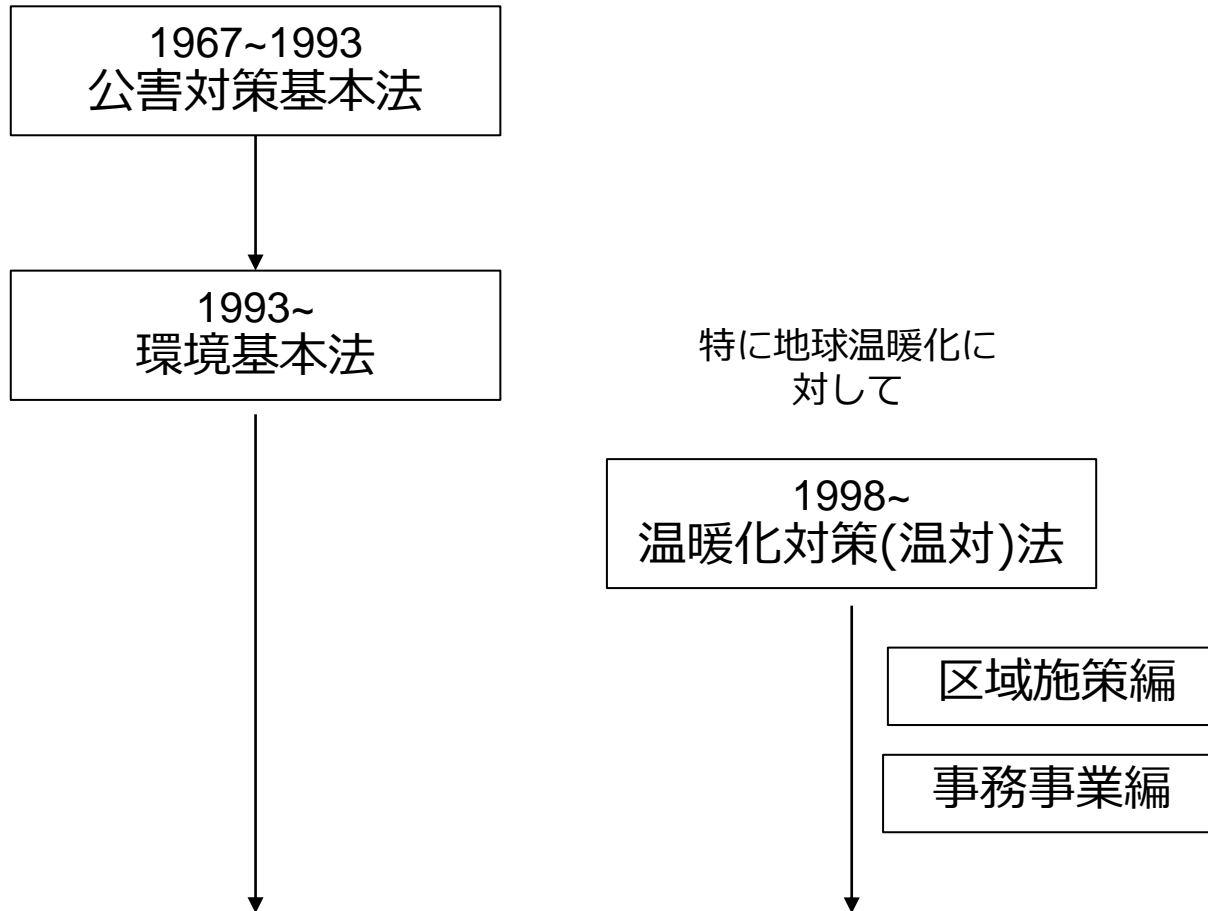 1967~1993
公害対策基本法
1993~
環境基本法
特に地球温暖化に
対して
1998~
温暖化対策(温対)法
区域施策編
事務事業編